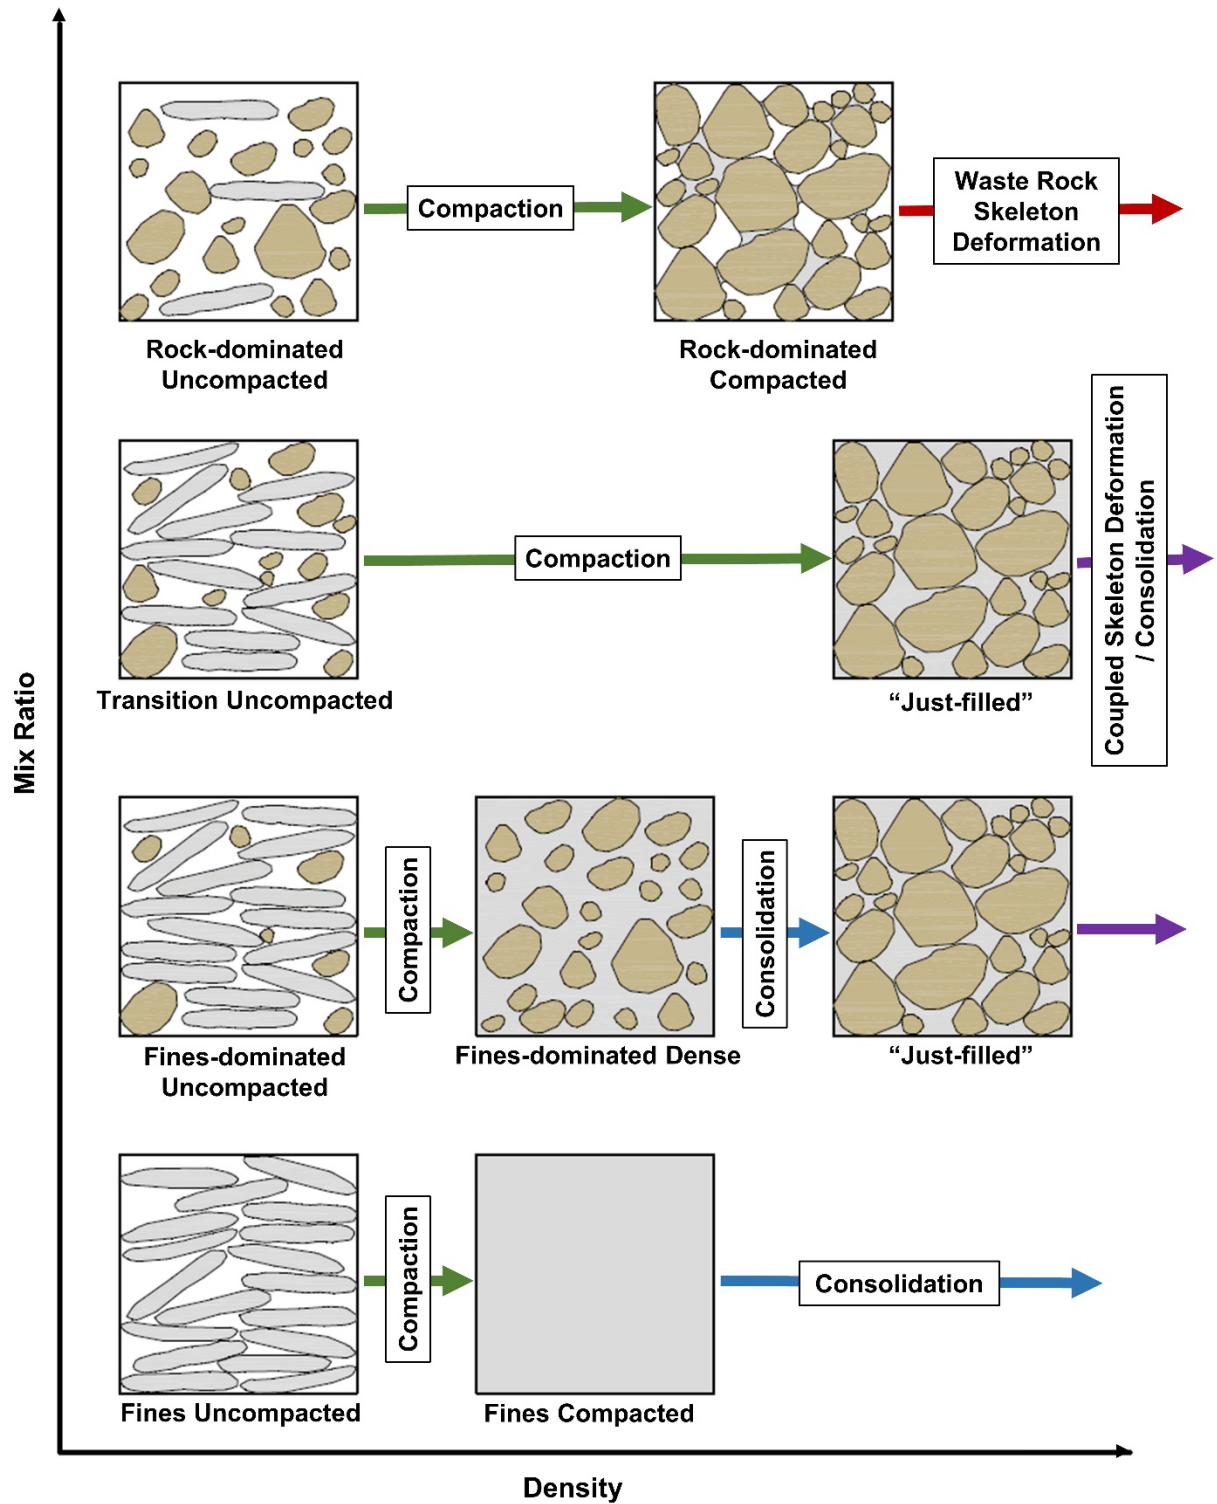 Compaction
Waste Rock
Skeleton
Deformation
Rock-dominated
Uncompacted
Rock-dominated
Compacted
Compaction
Coupled Skeleton Deformation
/ Consolidation
Transition Uncompacted
“Just-filled”
Mix Ratio
Compaction
Consolidation
Fines-dominated
Uncompacted
Fines-dominated Dense
“Just-filled”
Compaction
Consolidation
Fines Uncompacted
Fines Compacted
Density